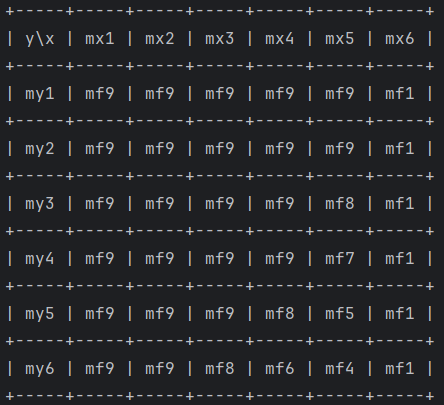 +-----+-----+-----+-----+-----+-----+-----+
| y\x | mx1 | mx2 | mx3 | mx4 | mx5 | mx6 |
+-----+-----+-----+-----+-----+-----+-----+
| my1 | mf9 | mf9 | mf9 | mf9 | mf9 | mf1 |
+-----+-----+-----+-----+-----+-----+-----+
| my2 | mf9 | mf9 | mf9 | mf9 | mf9 | mf1 |
+-----+-----+-----+-----+-----+-----+-----+
| my3 | mf9 | mf9 | mf9 | mf9 | mf8 | mf1 |
+-----+-----+-----+-----+-----+-----+-----+
| my4 | mf9 | mf9 | mf9 | mf9 | mf7 | mf1 |
+-----+-----+-----+-----+-----+-----+-----+
| my5 | mf9 | mf9 | mf9 | mf8 | mf5 | mf1 |
+-----+-----+-----+-----+-----+-----+-----+
| my6 | mf9 | mf9 | mf8 | mf6 | mf4 | mf1 |
+-----+-----+-----+-----+-----+-----+-----+